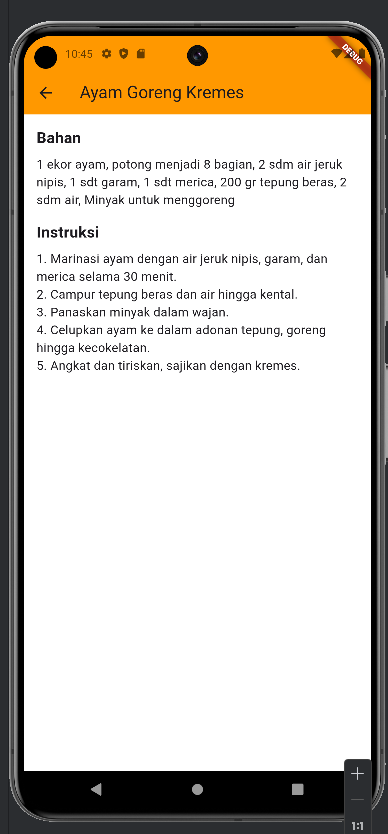 10:45
DEBUG
Ayam Goreng Kremes
Bahan
1 ekor ayam, potong menjadi 8 bagian, 2 sdm air jeruk
nipis, 1 sdt garam, 1 sdt merica, 200 gr tepung beras, 2
sdm air, Minyak untuk menggoreng
Instruksi
1. Marinasi ayam dengan air jeruk nipis, garam, dan
merica selama 30 menit.
2. Campur tepung beras dan air hingga kental.
3. Panaskan minyak dalam wajan.
4. Celupkan ayam ke dalam adonan tepung, goreng
hingga kecokelatan.
5. Angkat dan tiriskan, sajikan dengan kremes.
1:1